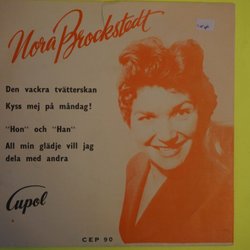 Nora Brockstedt
Den vackra tvätterskan
Kyss mej på måndag!
"Hon" och "Han"
All min glädje vill jag
dela med andra
Cupol
CEP 90